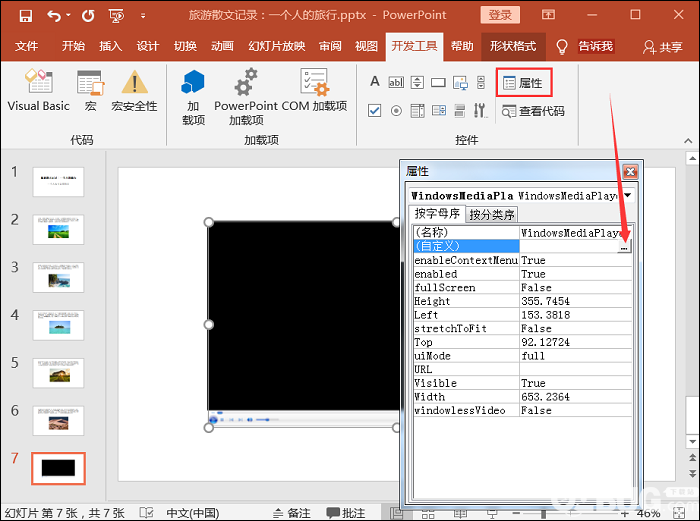 旅游散文记录：一个人的旅行.pptx - PowerPoint
登录
文件 开始 插入 设计 切换 动画 幻灯片放映 审阅 视图 开发工具 帮助 形状格式 告诉我 共享
Visual Basic 宏 宏安全性
加载项 PowerPoint 加载项 COM 加载项
属性
查看代码
代码 加载项 控件
1
2
3
4
5
6
7
属性
WindowsMediaPla WindowsMediaPlaye
按字母序 按分类序
(名称) WindowsMediaPlaye
(自定义) ...
enableContextMenu True
enabled True
fullScreen False
Height 355.7454
Left 153.3818
stretchToFit False
Top 92.12724
uiMode full
URL
Visible True
Width 653.2364
windowlessVideo False
幻灯片 第 7 张，共 7 张 中文(中国) 备注 批注 46%